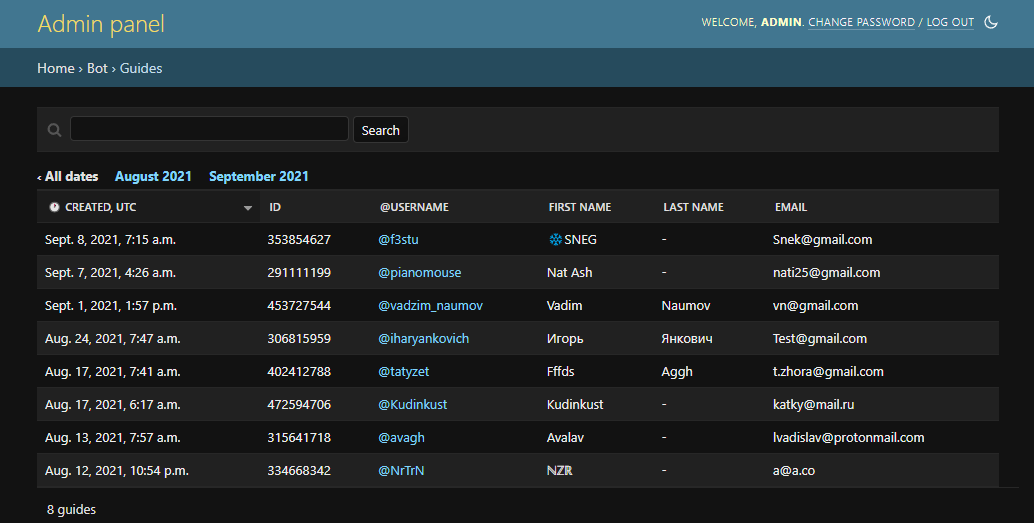 Admin panel
WELCOME, ADMIN. CHANGE PASSWORD / LOG OUT
Home › Bot › Guides
Search
‹ All dates August 2021 September 2021
CREATED, UTC ID @USERNAME FIRST NAME LAST NAME EMAIL
Sept. 8, 2021, 7:15 a.m. 353854627 @f3stu ❄SNEG - Snek@gmail.com
Sept. 7, 2021, 4:26 a.m. 291111199 @pianomouse Nat Ash - nati25@gmail.com
Sept. 1, 2021, 1:57 p.m. 453727544 @vadzim_naumov Vadim Naumov vn@gmail.com
Aug. 24, 2021, 7:47 a.m. 306815959 @iharyankovich Игорь Янкович Test@gmail.com
Aug. 17, 2021, 7:41 a.m. 402412788 @tatyzet Fffds Aggh t.zhora@gmail.com
Aug. 17, 2021, 6:17 a.m. 472594706 @Kudinkust Kudinkust - katky@mail.ru
Aug. 13, 2021, 7:57 a.m. 315641718 @avagh Avalav - lvadislav@protonmail.com
Aug. 12, 2021, 10:54 p.m. 334668342 @NrTrN ℕℤℝ - a@a.co
8 guides